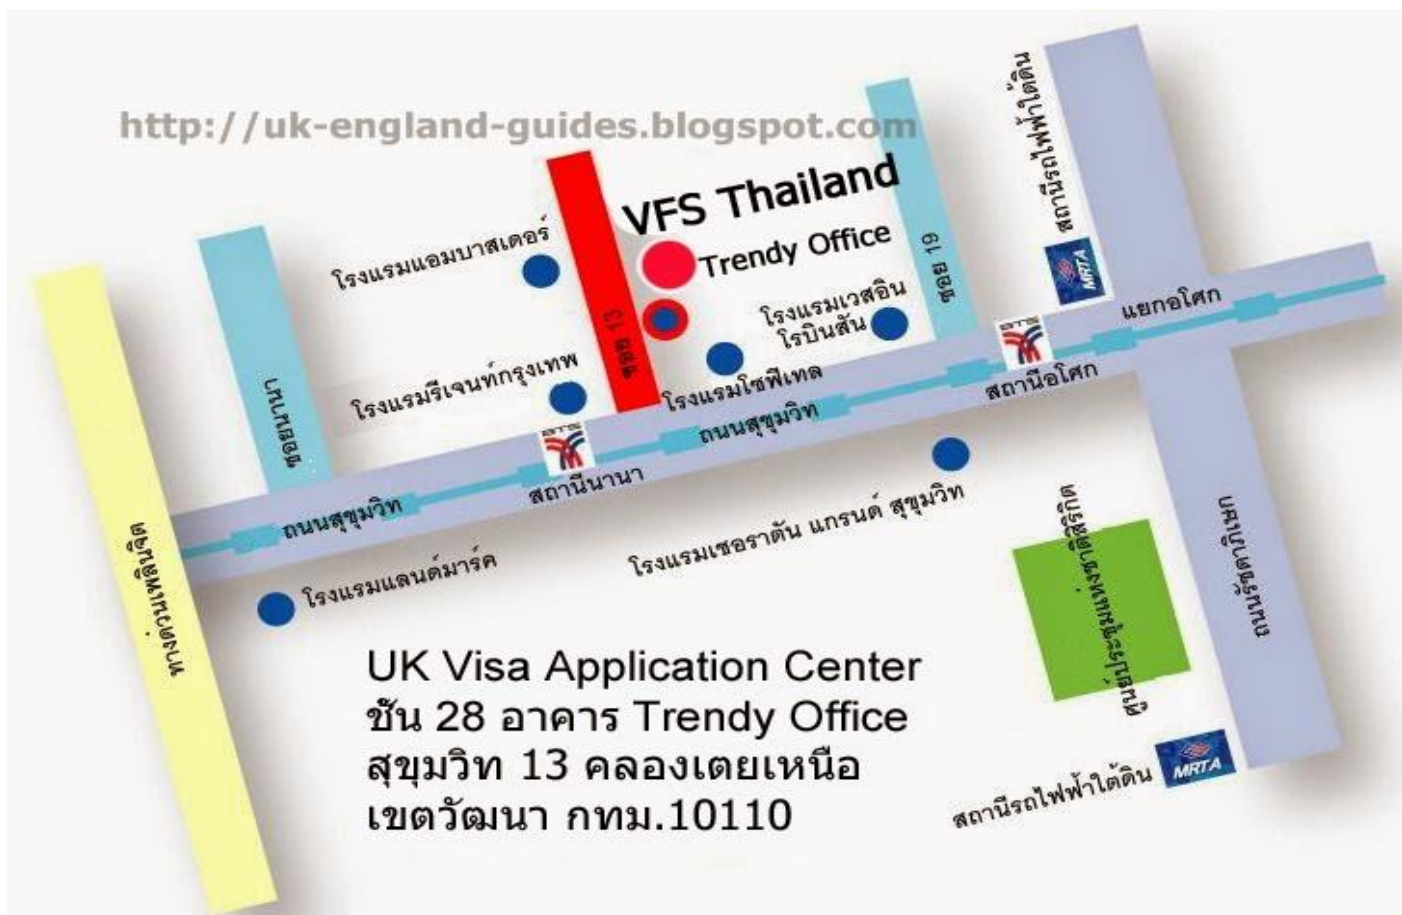 http://uk-england-guides.blogspot.com
สถานีรถไฟฟ้าใต้ดิน
MRTA
VFS Thailand
Trendy Office
โรงแรมแอมบาสเดอร์
ซอย 13
ซอย 19
โรงแรมเวสอิน
โรบินสัน
แยกอโศก
BTS
สถานีอโศก
โรงแรมรีเจนท์กรุงเทพ
โรงแรมโซฟีเทล
ถนนสุขุมวิท
ซอยนานา
BTS
สถานีนานา
ถนนสุขุมวิท
โรงแรมเชอราตัน แกรนด์ สุขุมวิท
โรงแรมแลนด์มาร์ค
ทางด่วนเพลินจิต
ศูนย์ประชุมแห่งชาติสิริกิต
ถนนรัชดาภิเษก
UK Visa Application Center
ชั้น 28 อาคาร Trendy Office
สุขุมวิท 13 คลองเตยเหนือ
เขตวัฒนา กทม.10110
สถานีรถไฟฟ้าใต้ดิน
MRTA